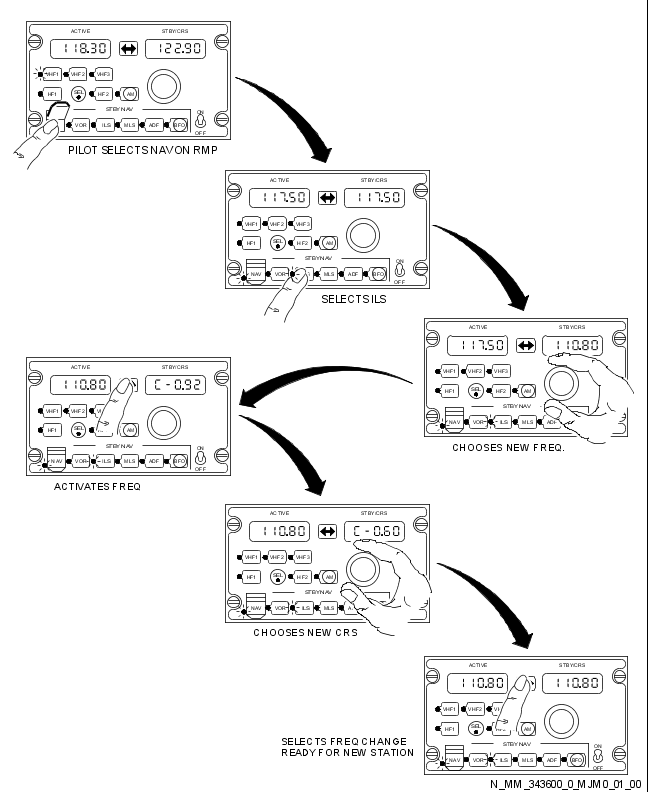 ACTIVE STBY/CRS
118.30 122.90
VHF1 VHF2 VHF3
HF1 SEL HF2 AM
STBY NAV ON
VOR ILS MLS ADF BFO
OFF
PILOT SELECTS NAV ON RMP
ACTIVE STBY/CRS
117.50 117.50
VHF1 VHF2 VHF3
HF1 SEL HF2 AM
STBY NAV ON
NAV VOR MLS ADF BFO
OFF
SELECTS ILS
ACTIVE STBY/CRS
117.50 110.80
VHF1 VHF2 VHF3
HF1 SEL HF2 AM
STBY NAV
NAV VOR ILS MLS ADF
CHOOSES NEW FREQ.
ACTIVE STBY/CRS
110.80 C-0.92
VHF1 VHF2
HF1 SEL AM
STBY NAV ON
NAV VOR ILS MLS ADF BFO
OFF
ACTIVATES FREQ
ACTIVE STBY/CRS
110.80 C-0.60
VHF1 VHF2 VHF3
HF1 SEL HF2 AM
STBY NAV
NAV VOR ILS MLS
CHOOSES NEW CRS
ACTIVE STBY/CRS
110.80 110.80
VHF1 VHF2
HF1 SEL AM
STBY NAV ON
NAV VOR ILS MLS ADF BFO
OFF
SELECTS FREQ CHANGE
READY FOR NEW STATION
N_MM_343600_0_MJM0_01_00